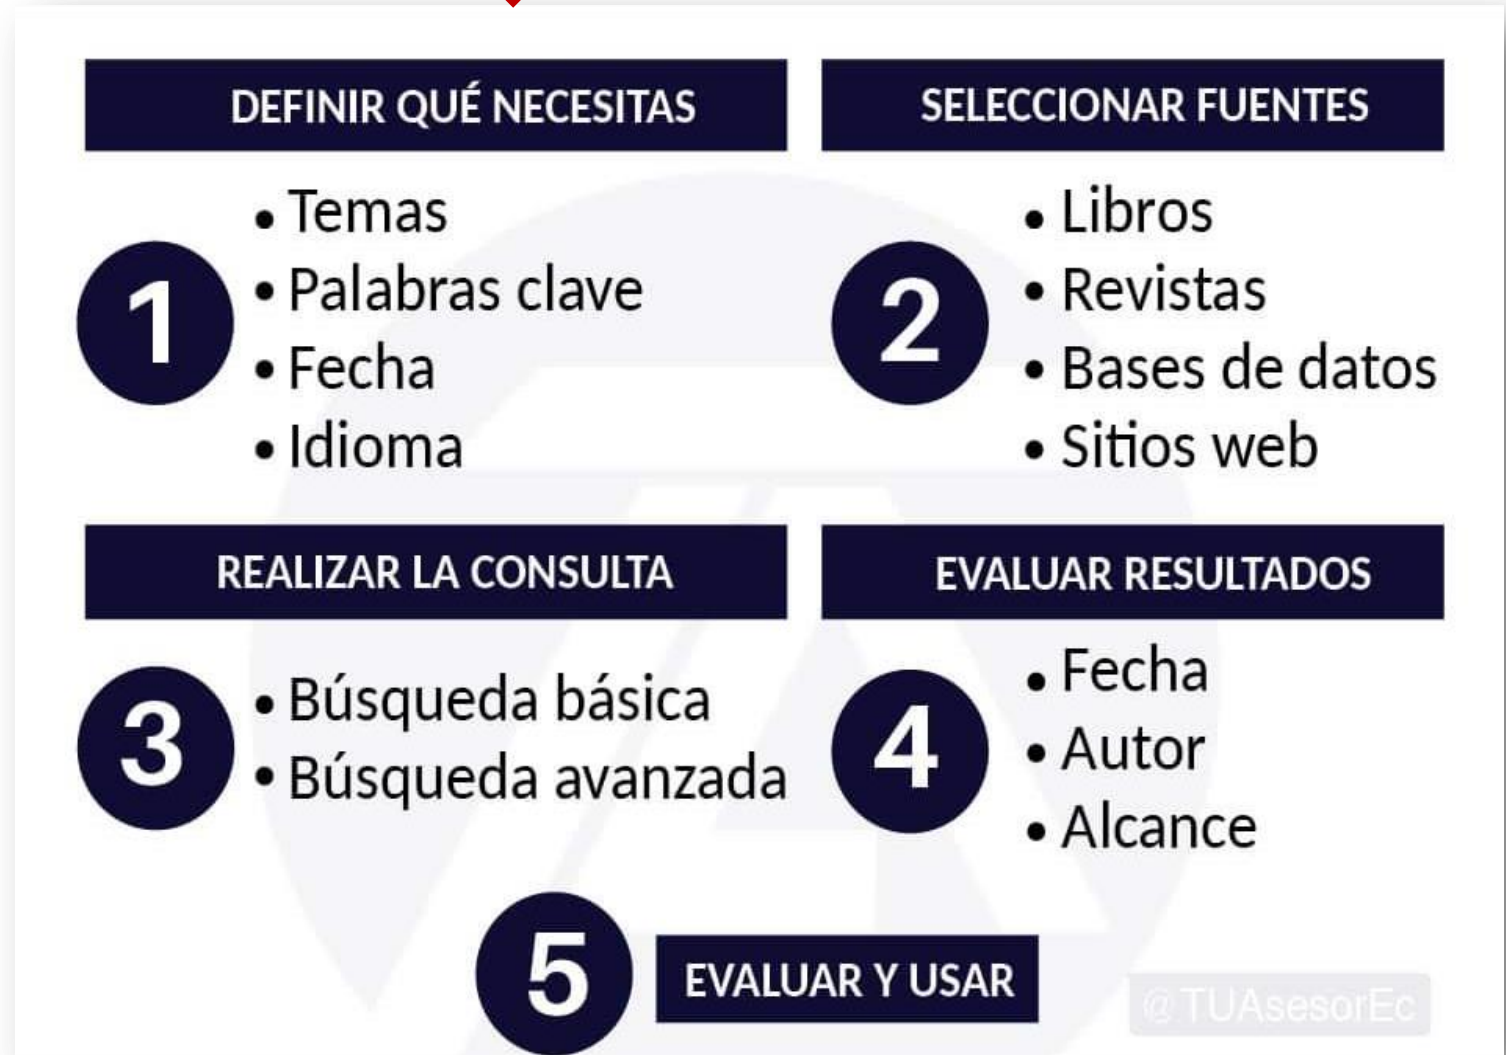 DEFINIR QUÉ NECESITAS
1
• Temas
• Palabras clave
• Fecha
• Idioma
SELECCIONAR FUENTES
2
• Libros
• Revistas
• Bases de datos
• Sitios web
REALIZAR LA CONSULTA
3
• Búsqueda básica
• Búsqueda avanzada
EVALUAR RESULTADOS
4
• Fecha
• Autor
• Alcance
5
EVALUAR Y USAR
@TUAsesorEc